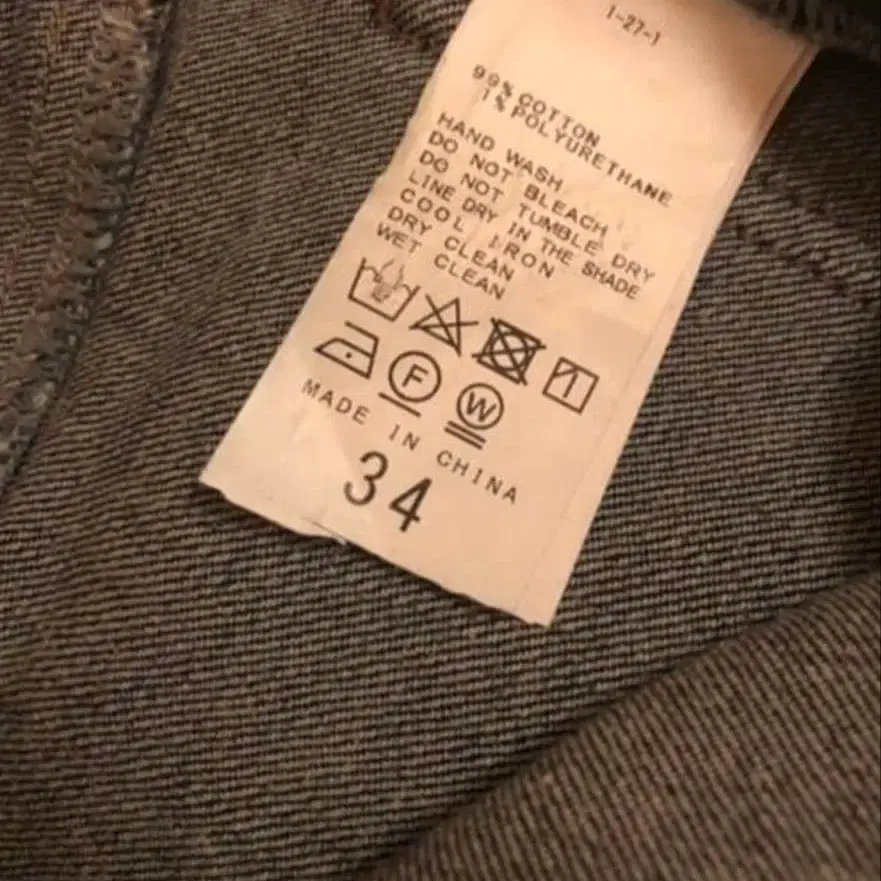 1-27-1
99% COTTON
1% POLYURETHANE
HAND WASH
DO NOT BLEACH
DO NOT TUMBLE DRY
LINE DRY IN THE SHADE
COOL IRON
DRY CLEAN
WET CLEAN
F
W
MADE IN CHINA
34